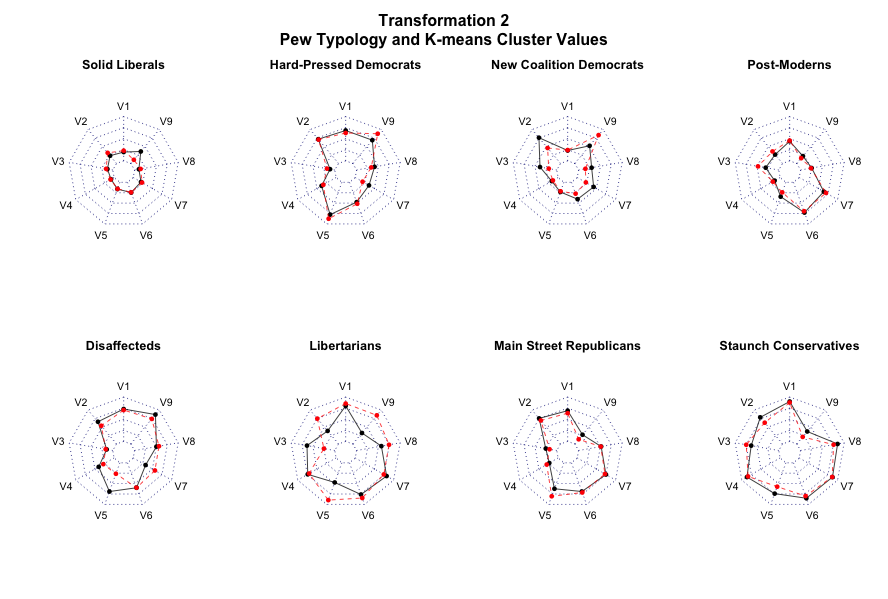 Transformation 2
Pew Typology and K-means Cluster Values
Solid Liberals
Hard-Pressed Democrats
New Coalition Democrats
Post-Moderns
V1
V2
V3
V4
V5
V6
V7
V8
V9
V1
V2
V3
V4
V5
V6
V7
V8
V9
V1
V2
V3
V4
V5
V6
V7
V8
V9
V1
V2
V3
V4
V5
V6
V7
V8
V9
Disaffecteds
Libertarians
Main Street Republicans
Staunch Conservatives
V1
V2
V3
V4
V5
V6
V7
V8
V9
V1
V2
V3
V4
V5
V6
V7
V8
V9
V1
V2
V3
V4
V5
V6
V7
V8
V9
V1
V2
V3
V4
V5
V6
V7
V8
V9